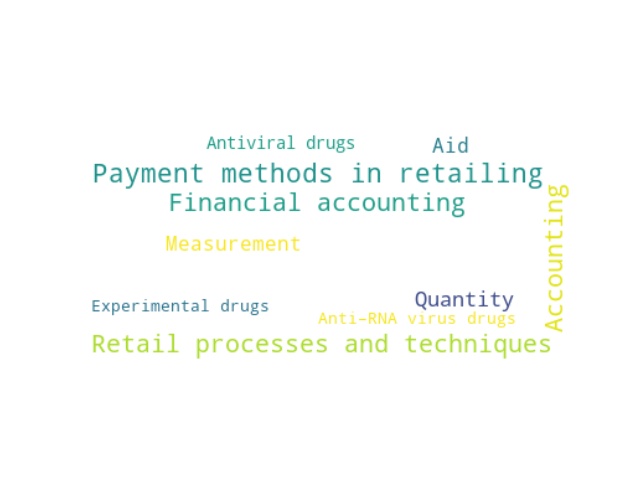 Antiviral drugs
Aid
Payment methods in retailing
Financial accounting
Accounting
Measurement
Quantity
Experimental drugs
Anti-RNA virus drugs
Retail processes and techniques